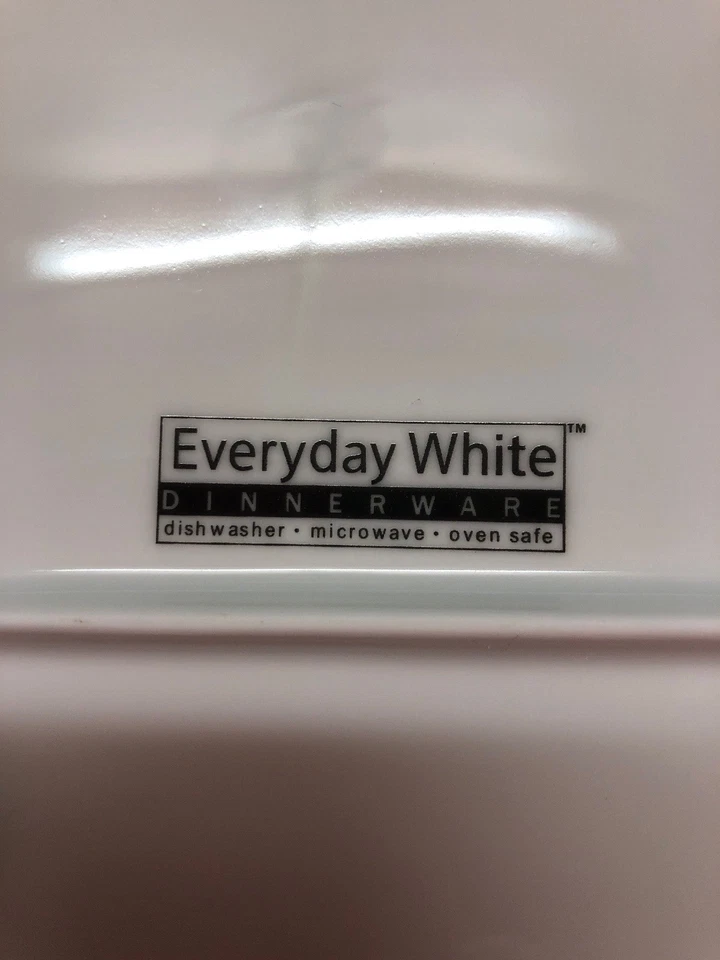 Everyday White™
DINNERWARE
dishwasher • microwave • oven safe